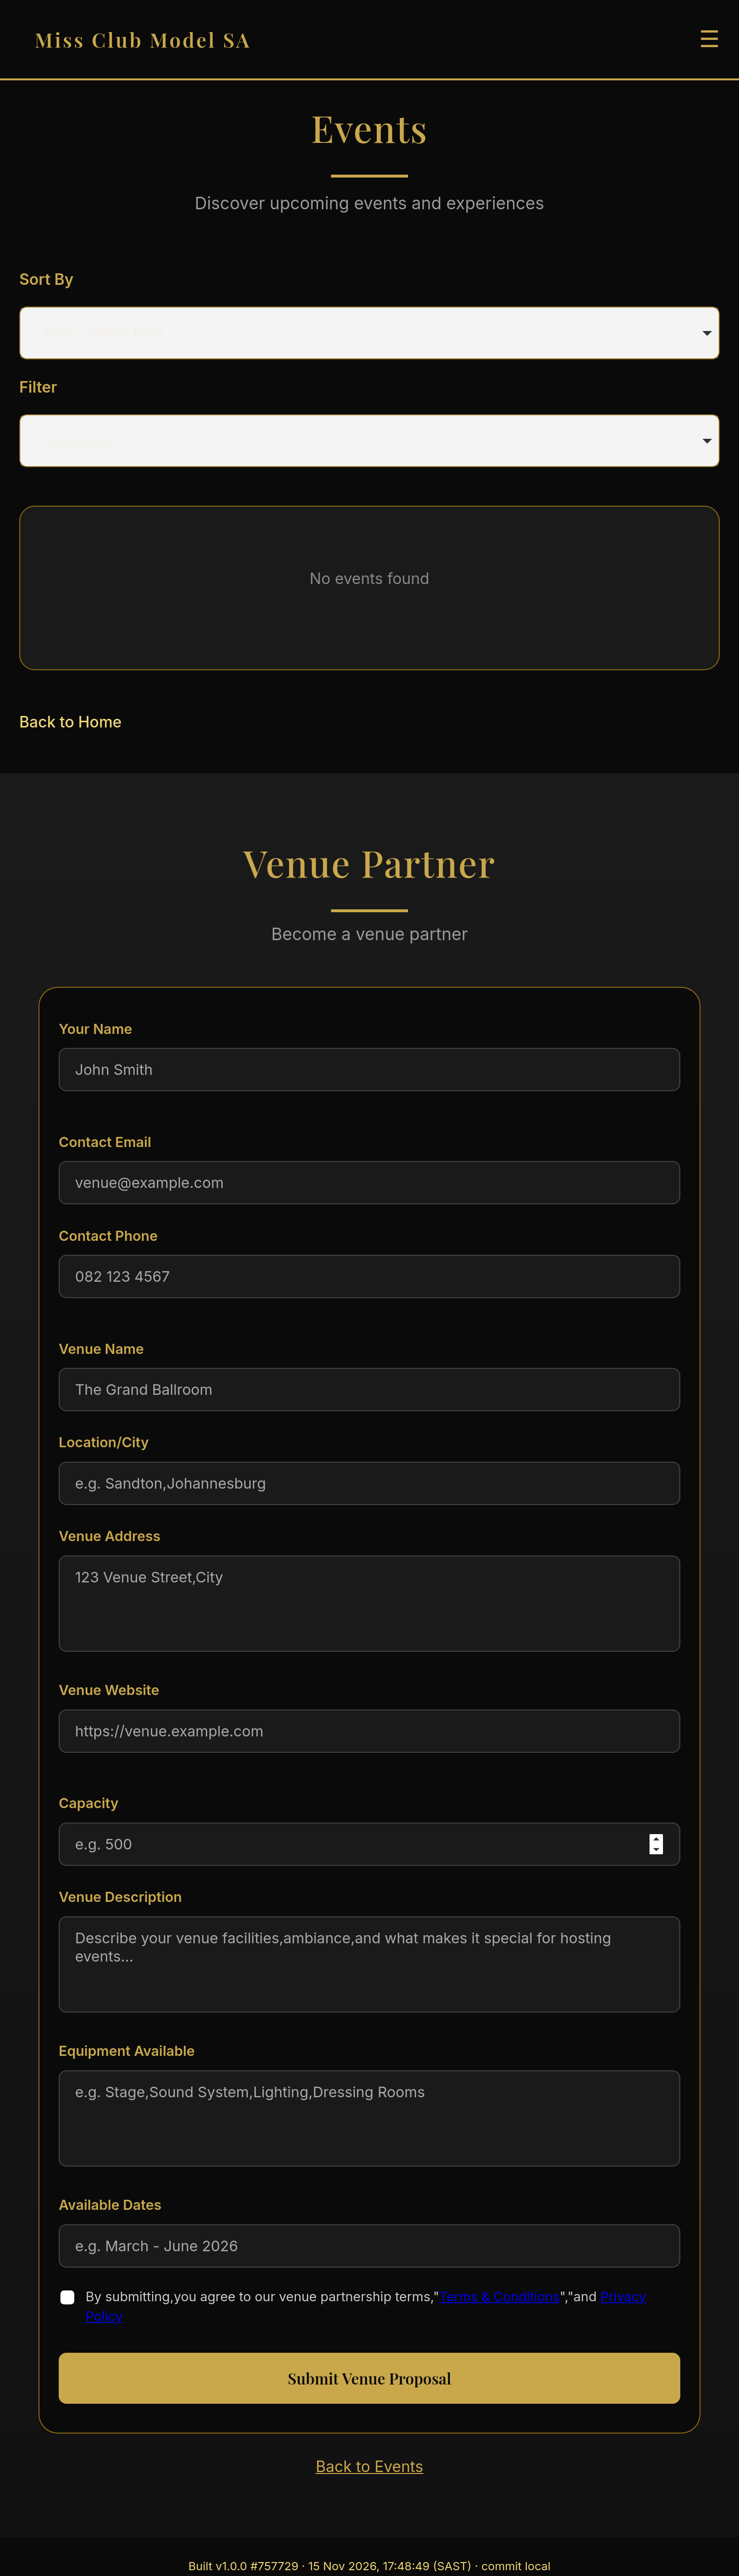 Miss Club Model SA
Events
Discover upcoming events and experiences
Sort By
Filter
No events found
Back to Home
Venue Partner
Become a venue partner
Your Name
John Smith
Contact Email
venue@example.com
Contact Phone
082 123 4567
Venue Name
The Grand Ballroom
Location/City
e.g. Sandton,Johannesburg
Venue Address
123 Venue Street,City
Venue Website
https://venue.example.com
Capacity
e.g. 500
Venue Description
Describe your venue facilities,ambiance,and what makes it special for hosting
events...
Equipment Available
e.g. Stage,Sound System,Lighting,Dressing Rooms
Available Dates
e.g. March - June 2026
By submitting,you agree to our venue partnership terms,"Terms & Conditions","and Privacy
Policy
Submit Venue Proposal
Back to Events
Built v1.0.0 #757729 · 15 Nov 2026, 17:48:49 (SAST) · commit local